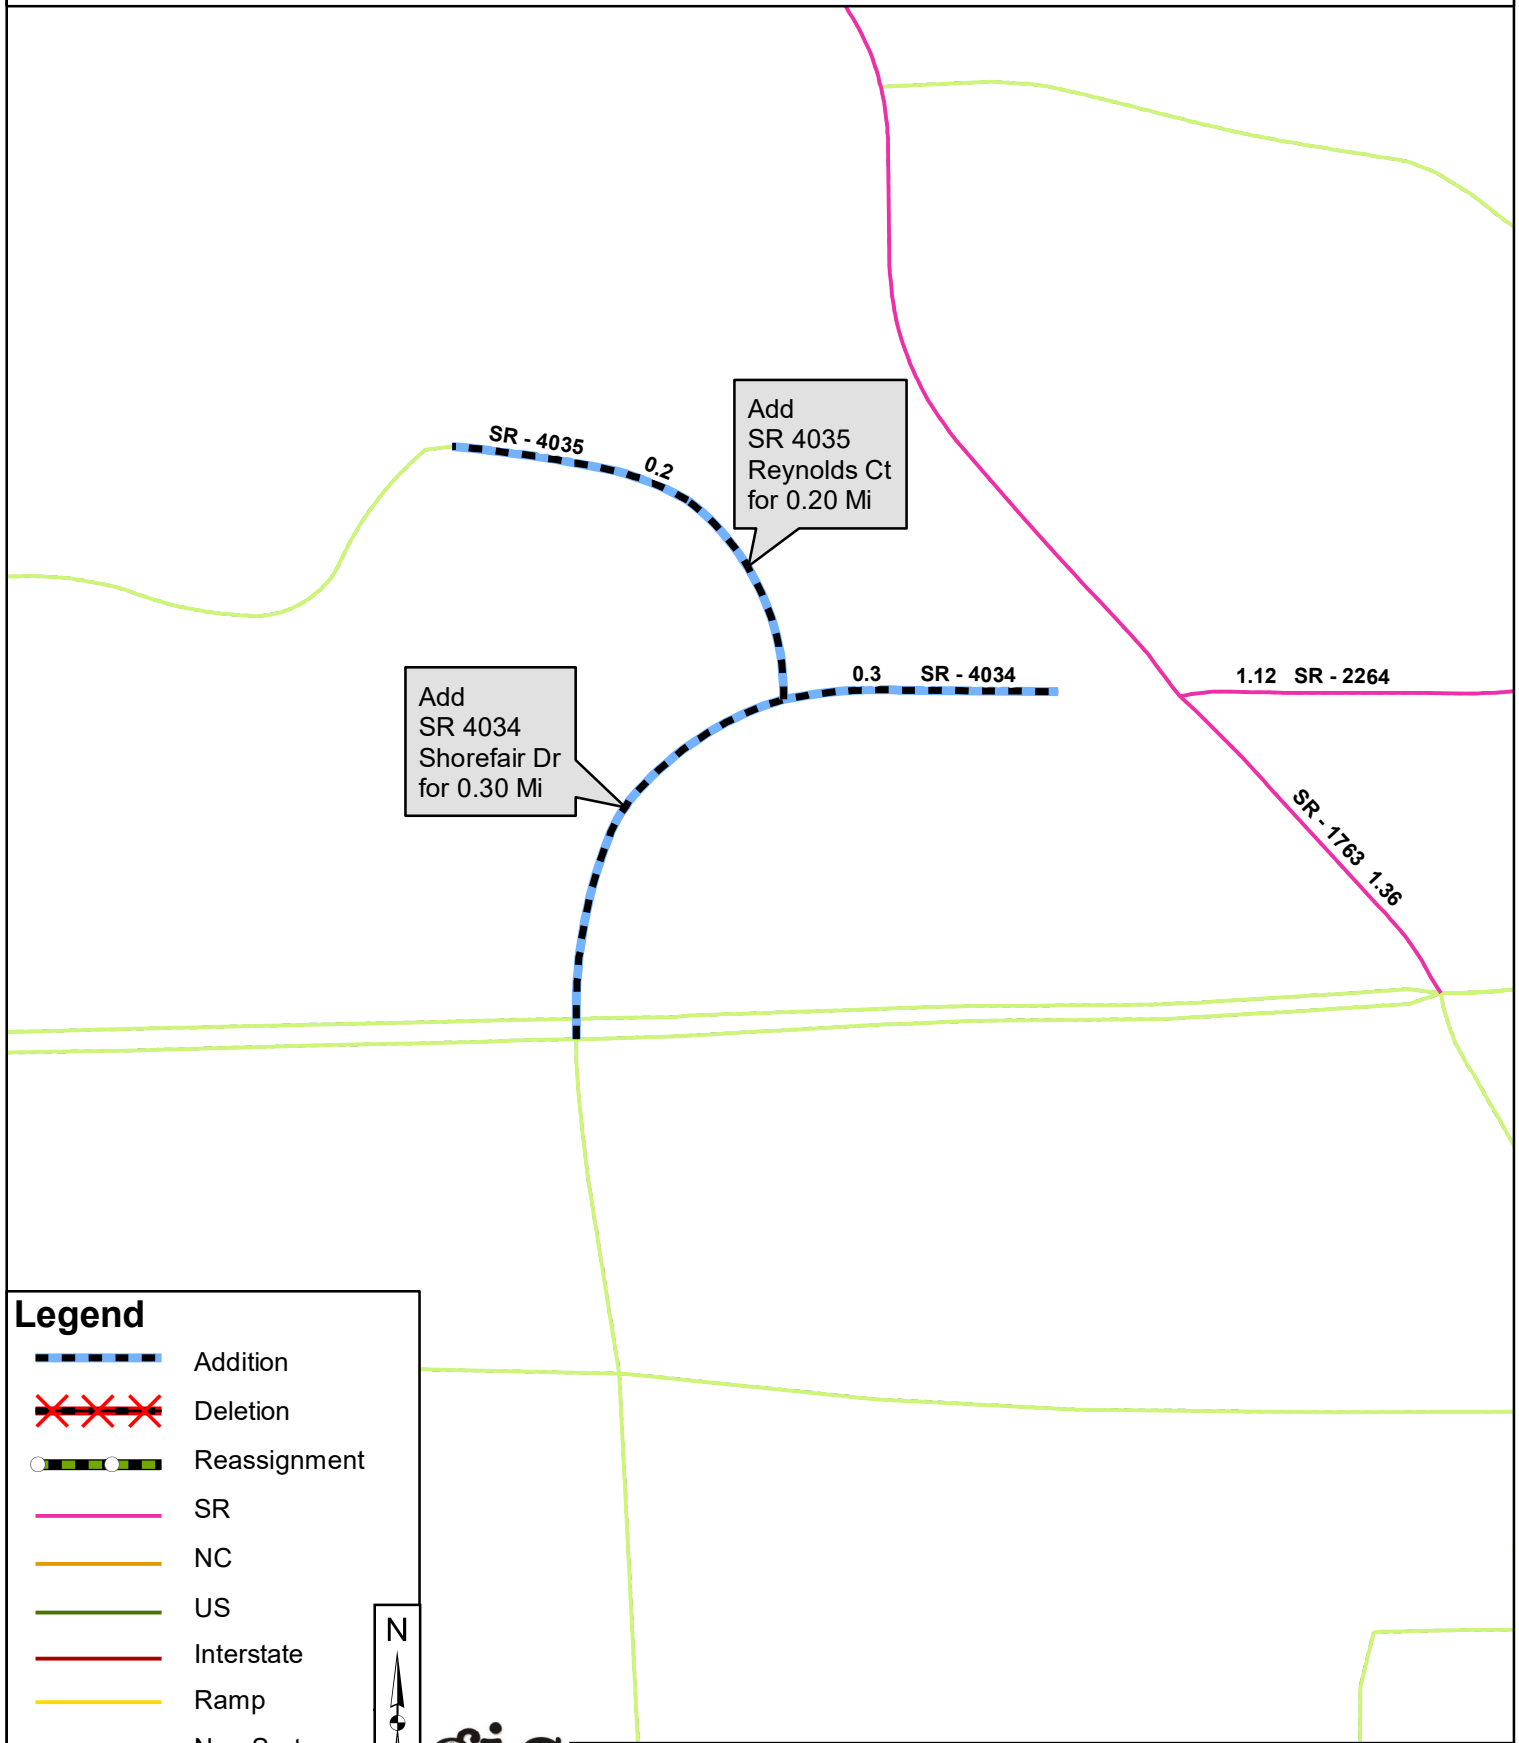 SR - 4035
0.2
Add
SR 4035
Reynolds Ct
for 0.20 Mi
Add
SR 4034
Shorefair Dr
for 0.30 Mi
0.3 SR - 4034
1.12 SR - 2264
SR - 1763 1.36
Legend
Addition
Deletion
Reassignment
SR
NC
US
Interstate
Ramp
N